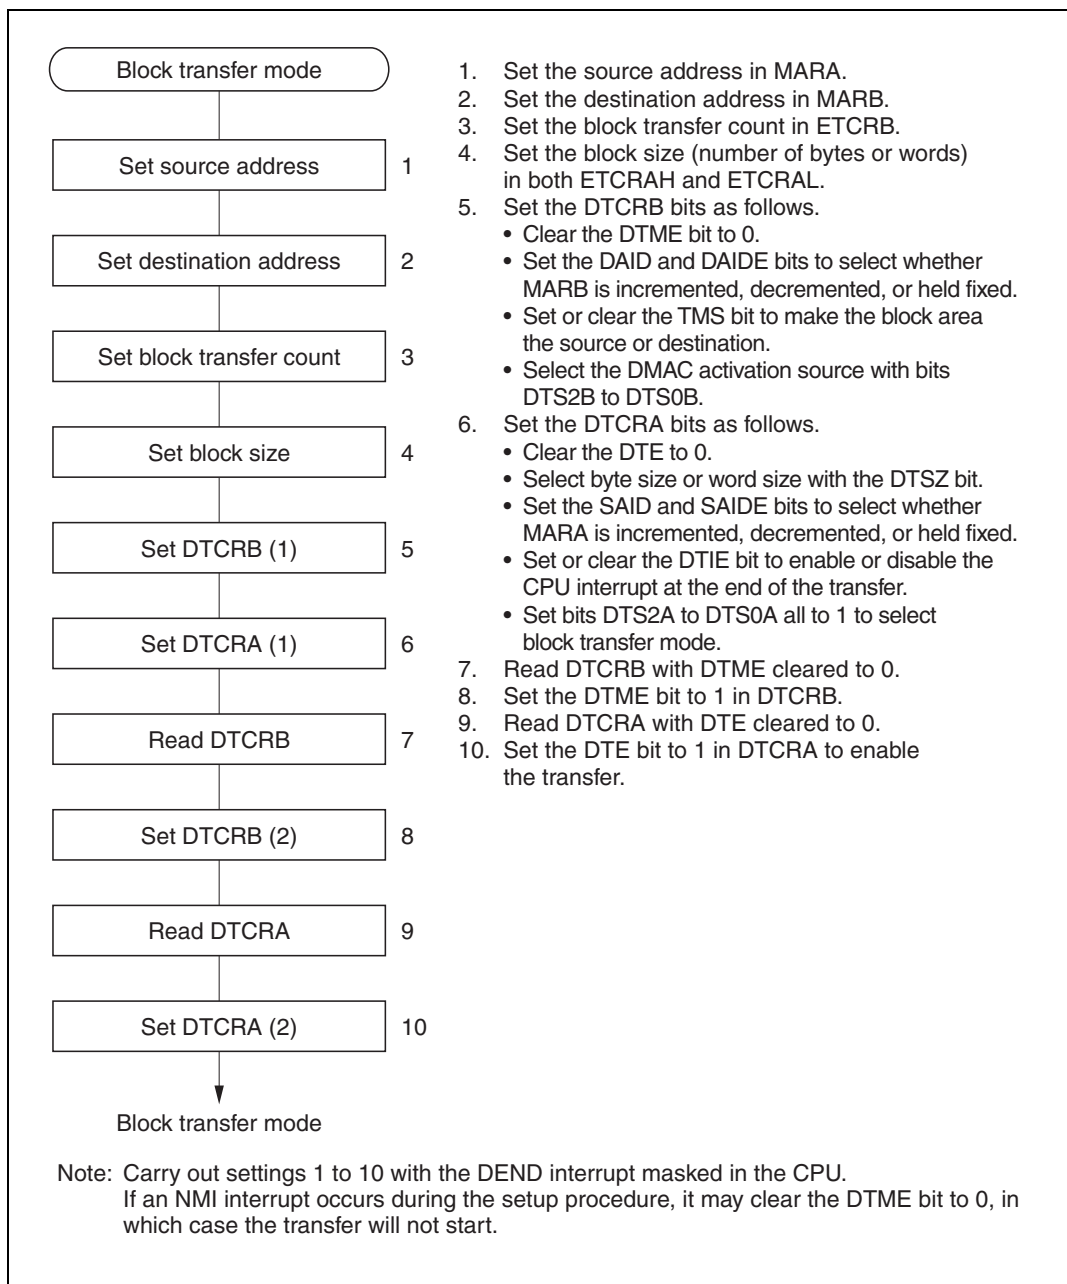 Block transfer mode
Set source address 1
Set destination address 2
Set block transfer count 3
Set block size 4
Set DTCRB (1) 5
Set DTCRA (1) 6
Read DTCRB 7
Set DTCRB (2) 8
Read DTCRA 9
Set DTCRA (2) 10
Block transfer mode
1. Set the source address in MARA.
2. Set the destination address in MARB.
3. Set the block transfer count in ETCRB.
4. Set the block size (number of bytes or words)
in both ETCRAH and ETCRAL.
5. Set the DTCRB bits as follows.
• Clear the DTME bit to 0.
• Set the DAID and DAIDE bits to select whether
MARB is incremented, decremented, or held fixed.
• Set or clear the TMS bit to make the block area
the source or destination.
• Select the DMAC activation source with bits
DTS2B to DTS0B.
6. Set the DTCRA bits as follows.
• Clear the DTE to 0.
• Select byte size or word size with the DTSZ bit.
• Set the SAID and SAIDE bits to select whether
MARA is incremented, decremented, or held fixed.
• Set or clear the DTIE bit to enable or disable the
CPU interrupt at the end of the transfer.
• Set bits DTS2A to DTS0A all to 1 to select
block transfer mode.
7. Read DTCRB with DTME cleared to 0.
8. Set the DTME bit to 1 in DTCRB.
9. Read DTCRA with DTE cleared to 0.
10. Set the DTE bit to 1 in DTCRA to enable
the transfer.
Note: Carry out settings 1 to 10 with the DEND interrupt masked in the CPU.
If an NMI interrupt occurs during the setup procedure, it may clear the DTME bit to 0, in
which case the transfer will not start.